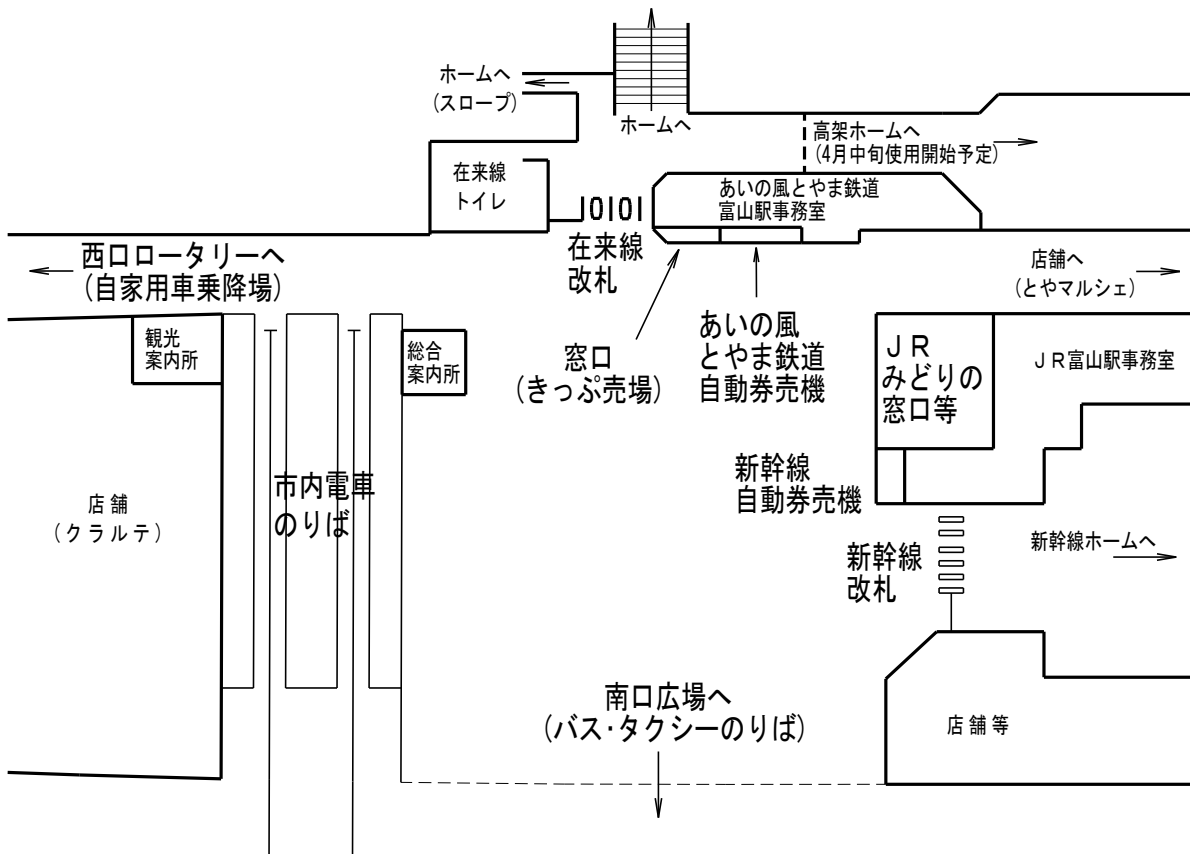 ホームへ
(スロープ)
ホームへ
高架ホームへ
(4月中旬使用開始予定)
在来線
トイレ
あいの風とやま鉄道
富山駅事務室
在来線
改札
西口ロータリーへ
(自家用車乗降場)
店舗へ
(とやマルシェ)
観光
案内所
総合
案内所
窓口
(きっぷ売場)
あいの風
とやま鉄道
自動券売機
ＪＲ
みどりの
窓口等
ＪＲ富山駅事務室
店舗
(クラルテ)
市内電車
のりば
新幹線
自動券売機
新幹線
改札
新幹線ホームへ
南口広場へ
(バス・タクシーのりば)
店舗等